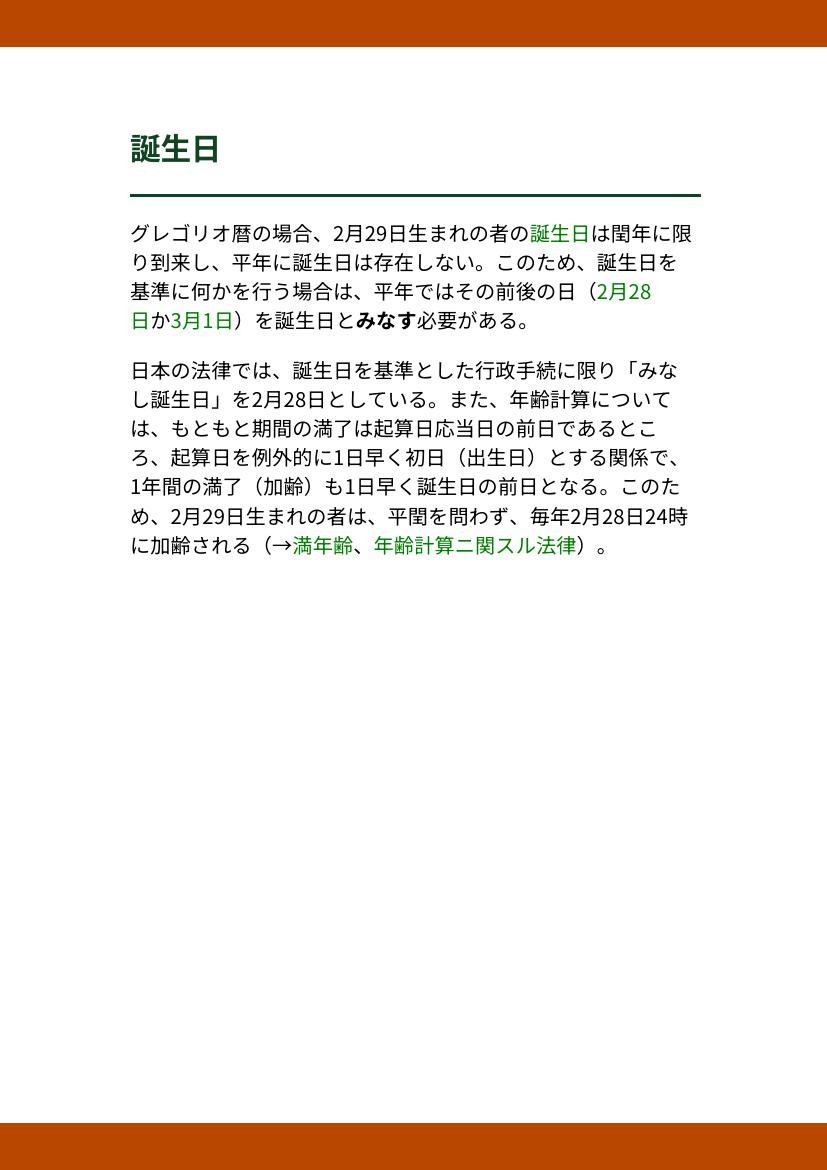 誕生日
グレゴリオ暦の場合、2月29日生まれの者の誕生日は閏年に限
り到来し、平年に誕生日は存在しない。このため、誕生日を
基準に何かを行う場合は、平年ではその前後の日（2月28
日か3月1日）を誕生日とみなす必要がある。
日本の法律では、誕生日を基準とした行政手続に限り「みな
し誕生日」を2月28日としている。また、年齢計算について
は、もともと期間の満了は起算日応当日の前日であるとこ
ろ、起算日を例外的に1日早く初日（出生日）とする関係で、
1年間の満了（加齢）も1日早く誕生日の前日となる。このた
め、2月29日生まれの者は、平閏を問わず、毎年2月28日24時
に加齢される（→満年齢、年齢計算ニ関スル法律）。